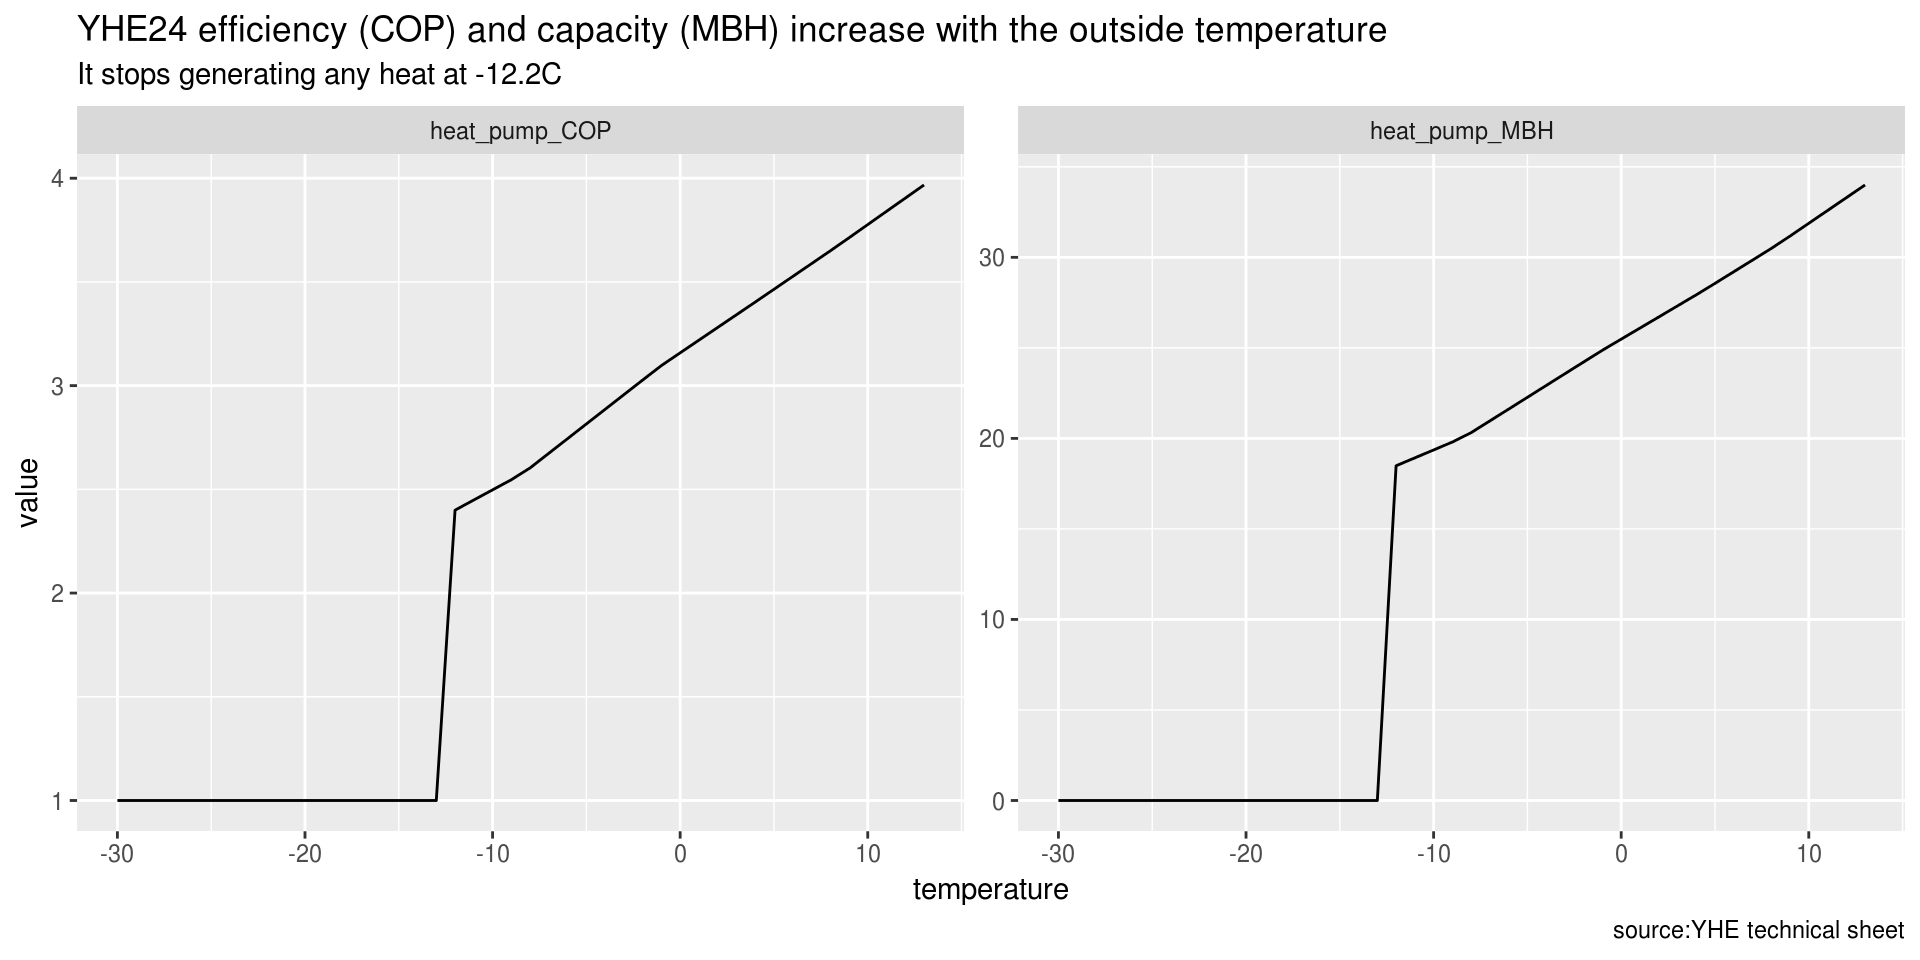 YHE24 efficiency (COP) and capacity (MBH) increase with the outside temperature
It stops generating any heat at -12.2C
heat_pump_COP
heat_pump_MBH
value
4
3
2
1
30
20
10
0
-30 -20 -10 0 10
-30 -20 -10 0 10
temperature
source:YHE technical sheet